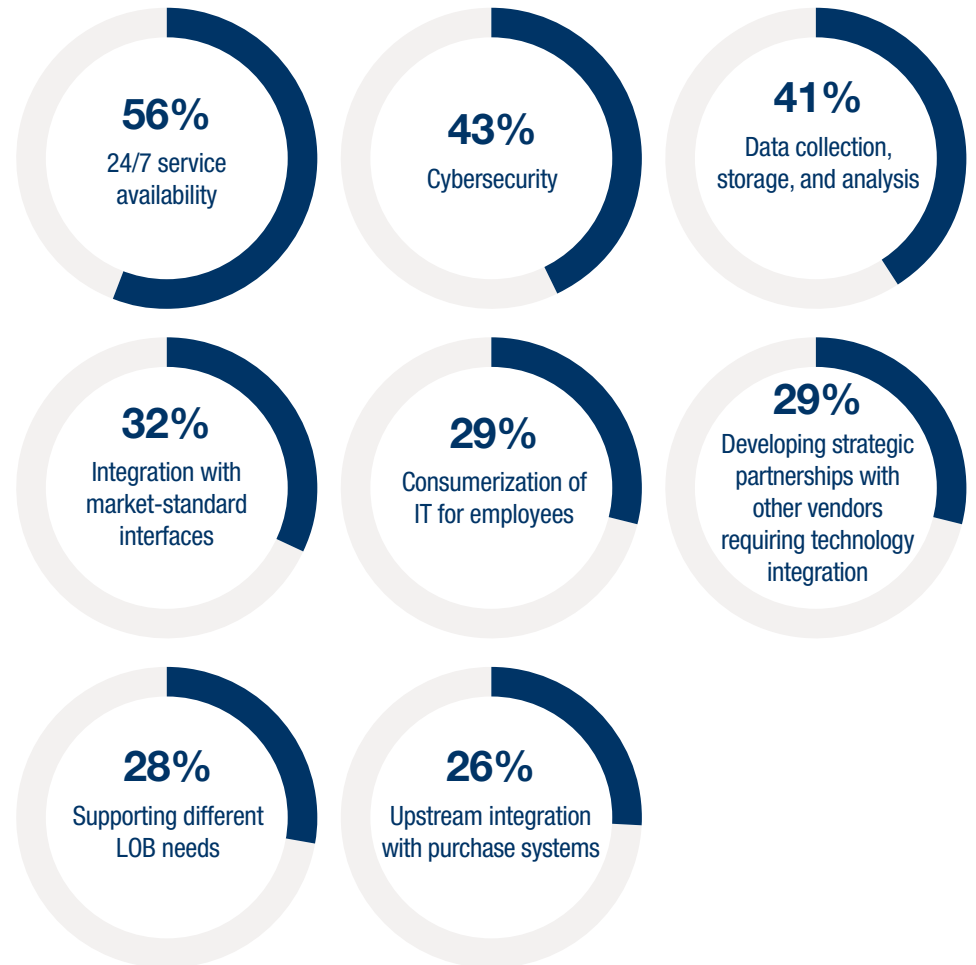 56%
24/7 service
availability
43%
Cybersecurity
41%
Data collection,
storage, and analysis
32%
Integration with
market-standard
interfaces
29%
Consumerization of
IT for employees
29%
Developing strategic
partnerships with
other vendors
requiring technology
integration
28%
Supporting different
LOB needs
26%
Upstream integration
with purchase systems